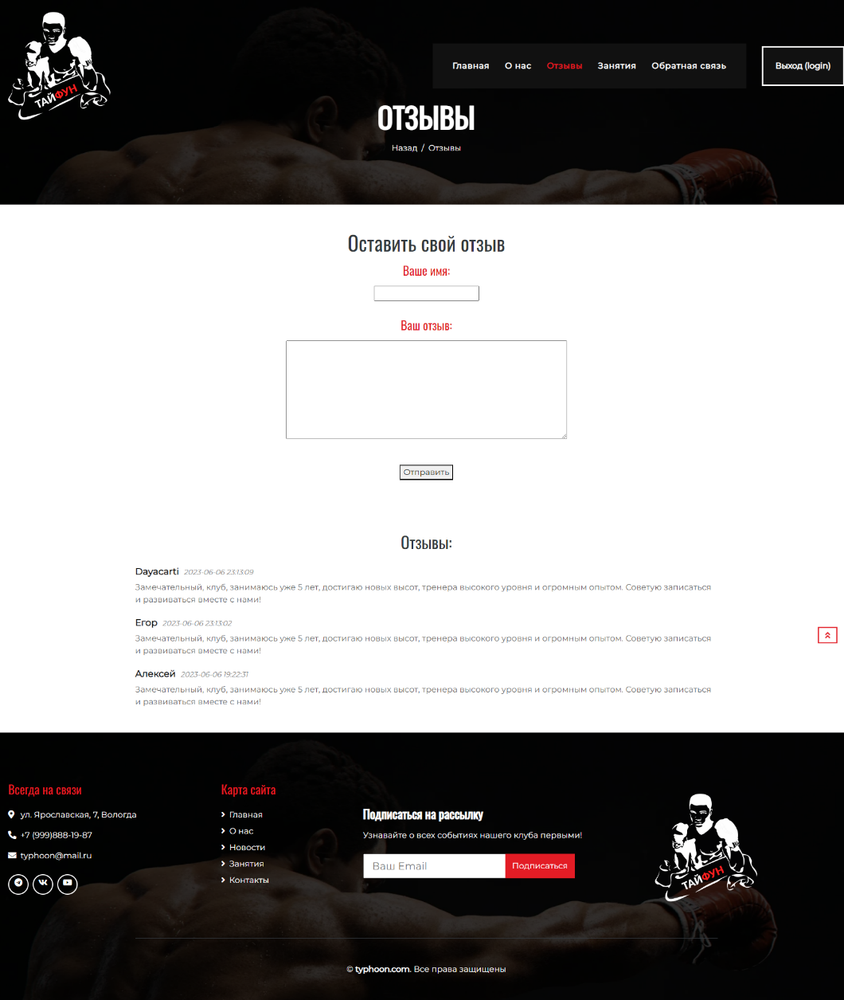 ТАЙФУН
Главная О нас Отзывы Занятия Обратная связь
Выход (login)
ОТЗЫВЫ
Назад / Отзывы
Оставить свой отзыв
Ваше имя:
Ваш отзыв:
Отправить
Отзывы:
Dayacarti 2023-06-06 23:13:09
Замечательный, клуб, занимаюсь уже 5 лет, достигаю новых высот, тренера высокого уровня и огромным опытом. Советую записаться
и развиваться вместе с нами!
Егор 2023-06-06 23:13:02
Замечательный, клуб, занимаюсь уже 5 лет, достигаю новых высот, тренера высокого уровня и огромным опытом. Советую записаться
и развиваться вместе с нами!
Алексей 2023-06-06 19:22:31
Замечательный, клуб, занимаюсь уже 5 лет, достигаю новых высот, тренера высокого уровня и огромным опытом. Советую записаться
и развиваться вместе с нами!
Всегда на связи
ул. Ярославская, 7, Вологда
+7 (999)888-19-87
typhoon@mail.ru
Карта сайта
Главная
О нас
Новости
Занятия
Контакты
Подписаться на рассылку
Узнавайте о всех событиях нашего клуба первыми!
Ваш Email Подписаться
ТАЙФУН
© typhoon.com. Все права защищены